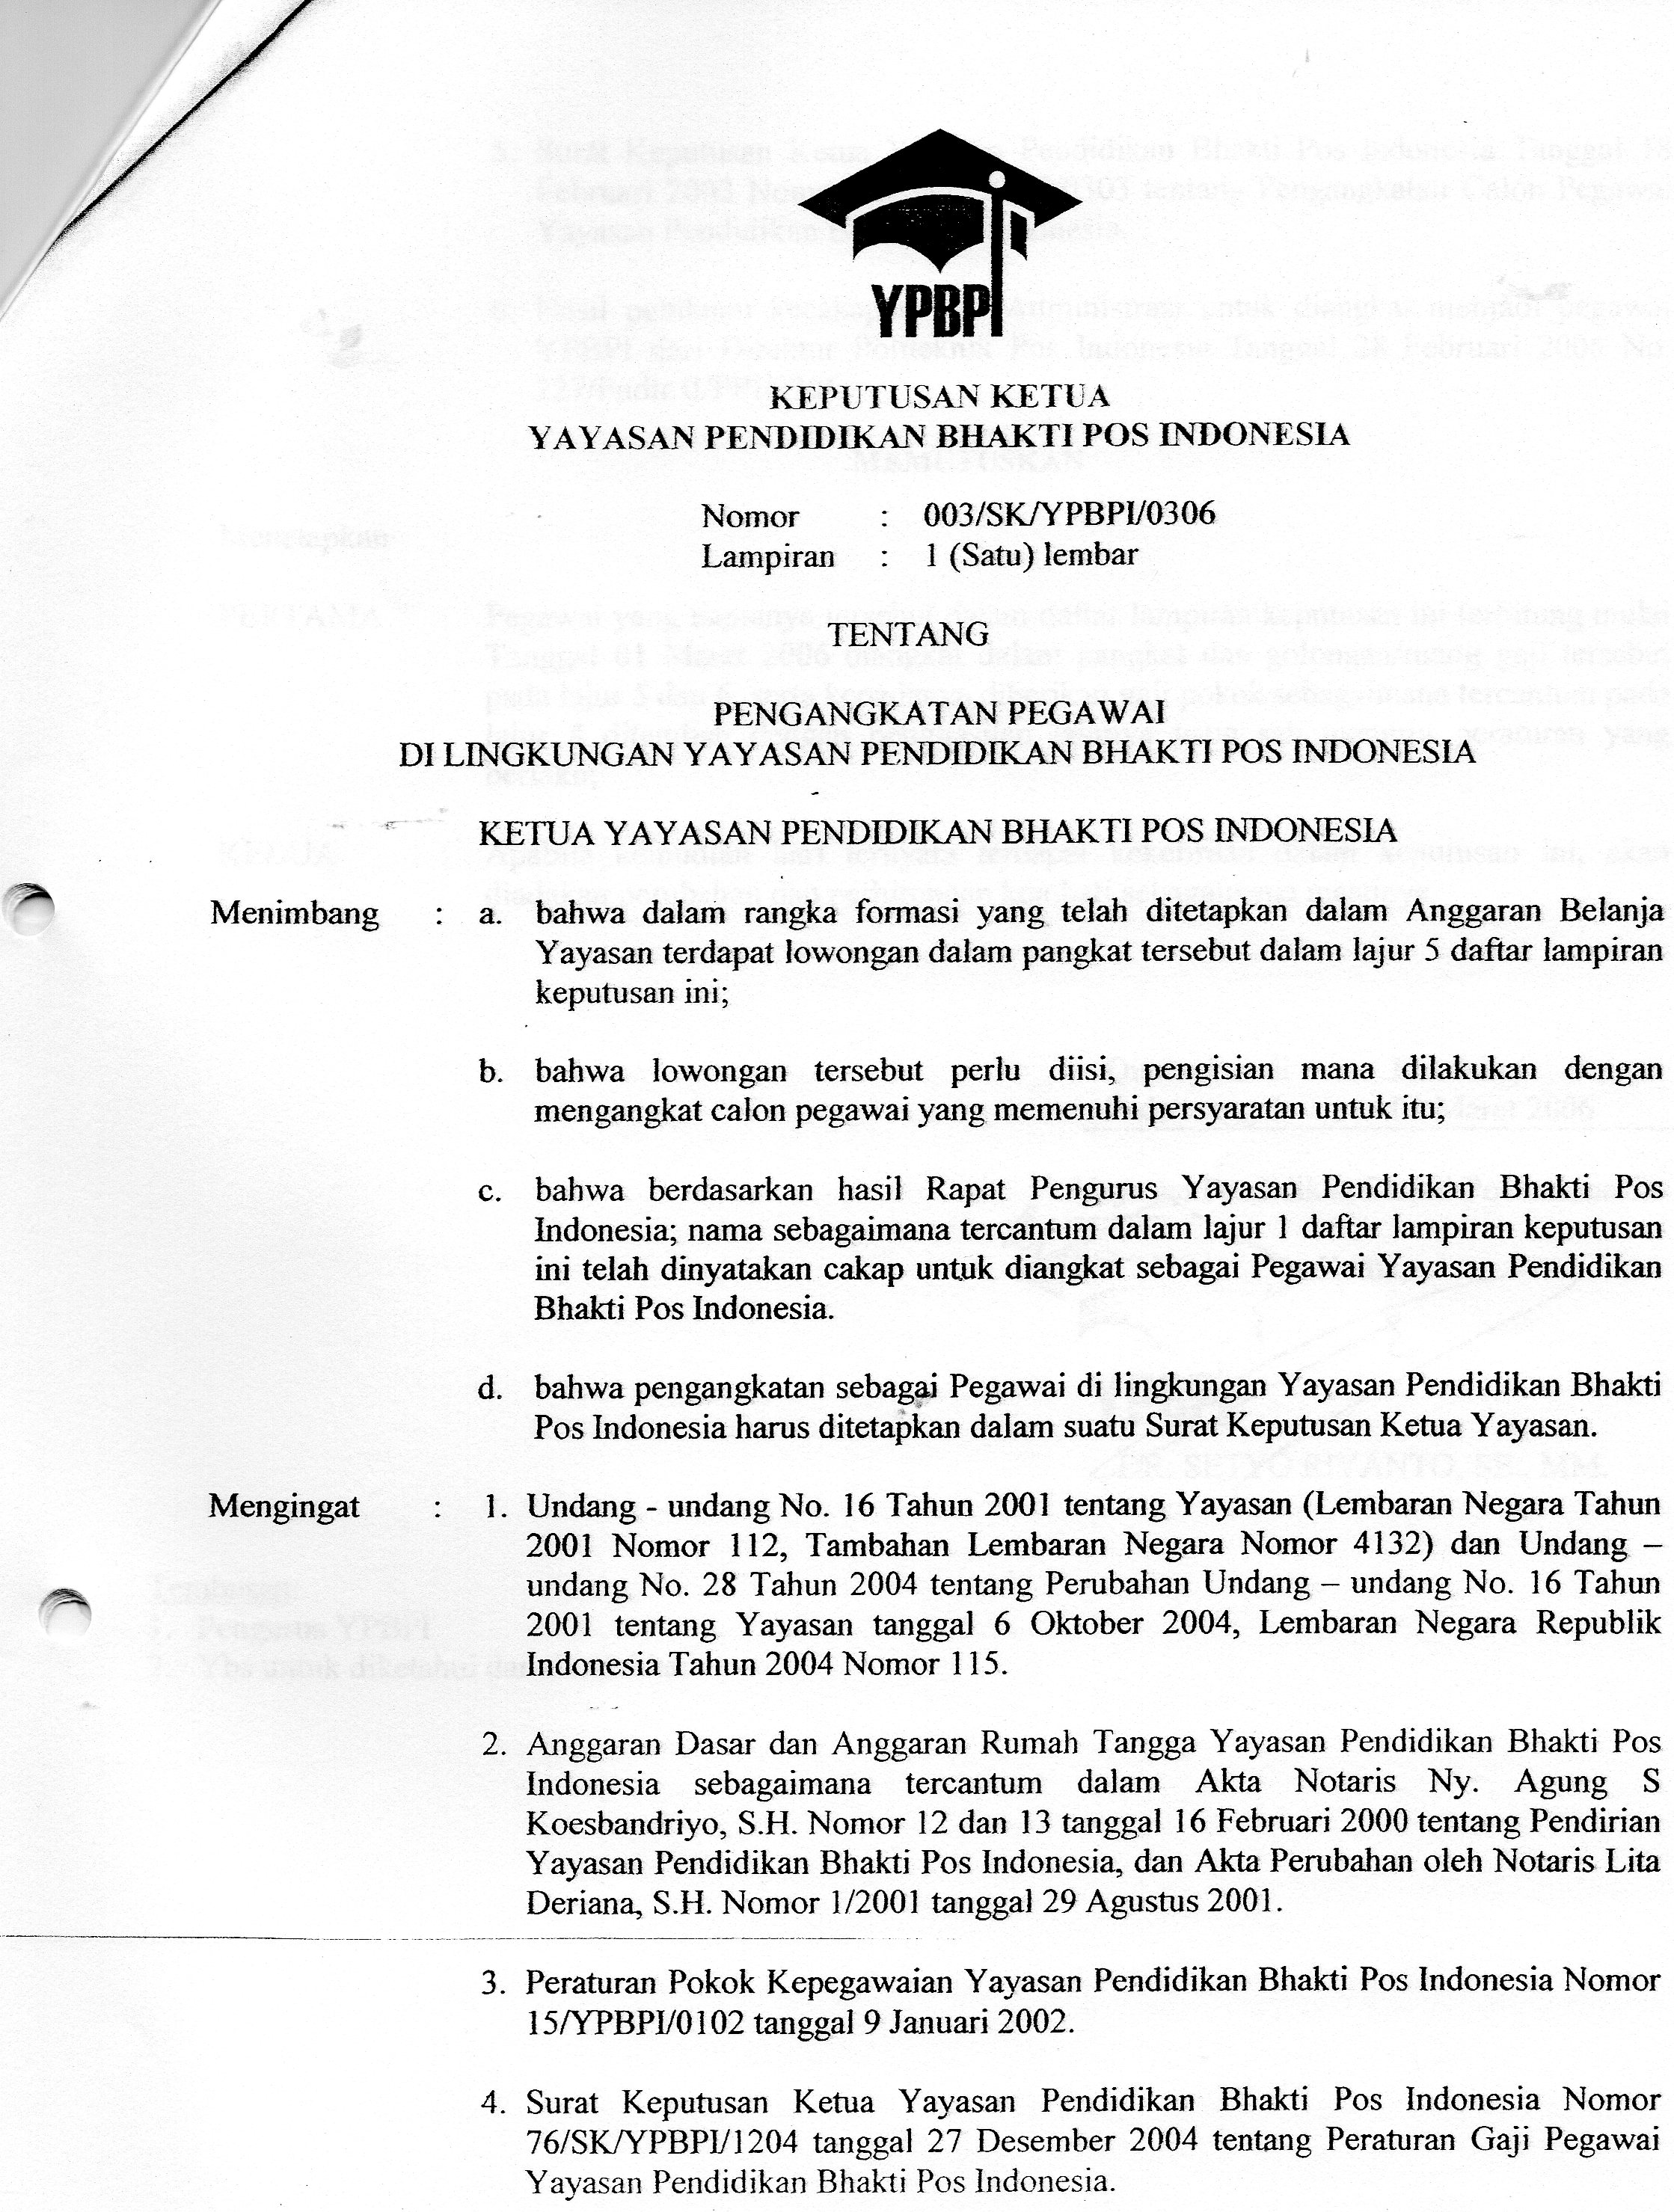 YPBPI
KEPUTUSAN KETUA
YAYASAN PENDIDIKAN BHAKTI POS INDONESIA
Nomor : 003/SK/YPBPI/0306
Lampiran : 1 (Satu) lembar
TENTANG
PENGANGKATAN PEGAWAI
DI LINGKUNGAN YAYASAN PENDIDIKAN BHAKTI POS INDONESIA
KETUA YAYASAN PENDIDIKAN BHAKTI POS INDONESIA
Menimbang : a. bahwa dalam rangka formasi yang telah ditetapkan dalam Anggaran Belanja
Yayasan terdapat lowongan dalam pangkat tersebut dalam lajur 5 daftar lampiran
keputusan ini;
b. bahwa lowongan tersebut perlu diisi, pengisian mana dilakukan dengan
mengangkat calon pegawai yang memenuhi persyaratan untuk itu;
c. bahwa berdasarkan hasil Rapat Pengurus Yayasan Pendidikan Bhakti Pos
Indonesia; nama sebagaimana tercantum dalam lajur 1 daftar lampiran keputusan
ini telah dinyatakan cakap untuk diangkat sebagai Pegawai Yayasan Pendidikan
Bhakti Pos Indonesia.
d. bahwa pengangkatan sebagai Pegawai di lingkungan Yayasan Pendidikan Bhakti
Pos Indonesia harus ditetapkan dalam suatu Surat Keputusan Ketua Yayasan.
Mengingat : 1. Undang - undang No. 16 Tahun 2001 tentang Yayasan (Lembaran Negara Tahun
2001 Nomor 112, Tambahan Lembaran Negara Nomor 4132) dan Undang –
undang No. 28 Tahun 2004 tentang Perubahan Undang – undang No. 16 Tahun
2001 tentang Yayasan tanggal 6 Oktober 2004, Lembaran Negara Republik
Indonesia Tahun 2004 Nomor 115.
2. Anggaran Dasar dan Anggaran Rumah Tangga Yayasan Pendidikan Bhakti Pos
Indonesia sebagaimana tercantum dalam Akta Notaris Ny. Agung S
Koesbandriyo, S.H. Nomor 12 dan 13 tanggal 16 Februari 2000 tentang Pendirian
Yayasan Pendidikan Bhakti Pos Indonesia, dan Akta Perubahan oleh Notaris Lita
Deriana, S.H. Nomor 1/2001 tanggal 29 Agustus 2001.
3. Peraturan Pokok Kepegawaian Yayasan Pendidikan Bhakti Pos Indonesia Nomor
15/YPBPI/0102 tanggal 9 Januari 2002.
4. Surat Keputusan Ketua Yayasan Pendidikan Bhakti Pos Indonesia Nomor
76/SK/YPBPI/1204 tanggal 27 Desember 2004 tentang Peraturan Gaji Pegawai
Yayasan Pendidikan Bhakti Pos Indonesia.